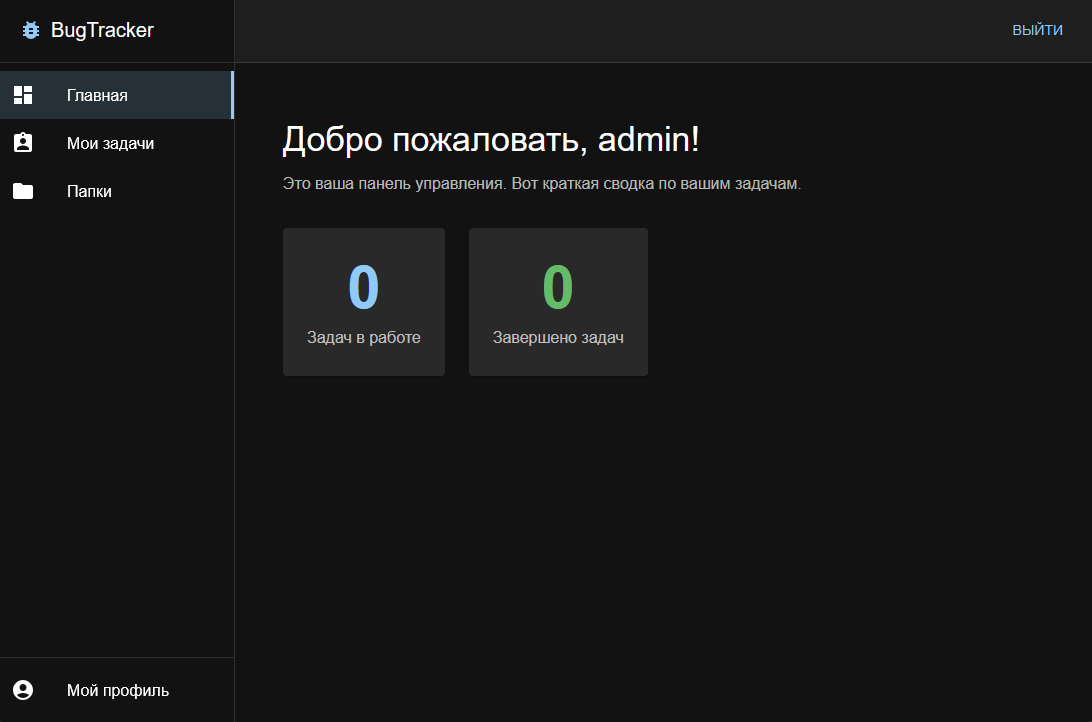 BugTracker
ВЫЙТИ
Главная
Мои задачи
Папки
Добро пожаловать, admin!
Это ваша панель управления. Вот краткая сводка по вашим задачам.
0
Задач в работе
0
Завершено задач
Мой профиль